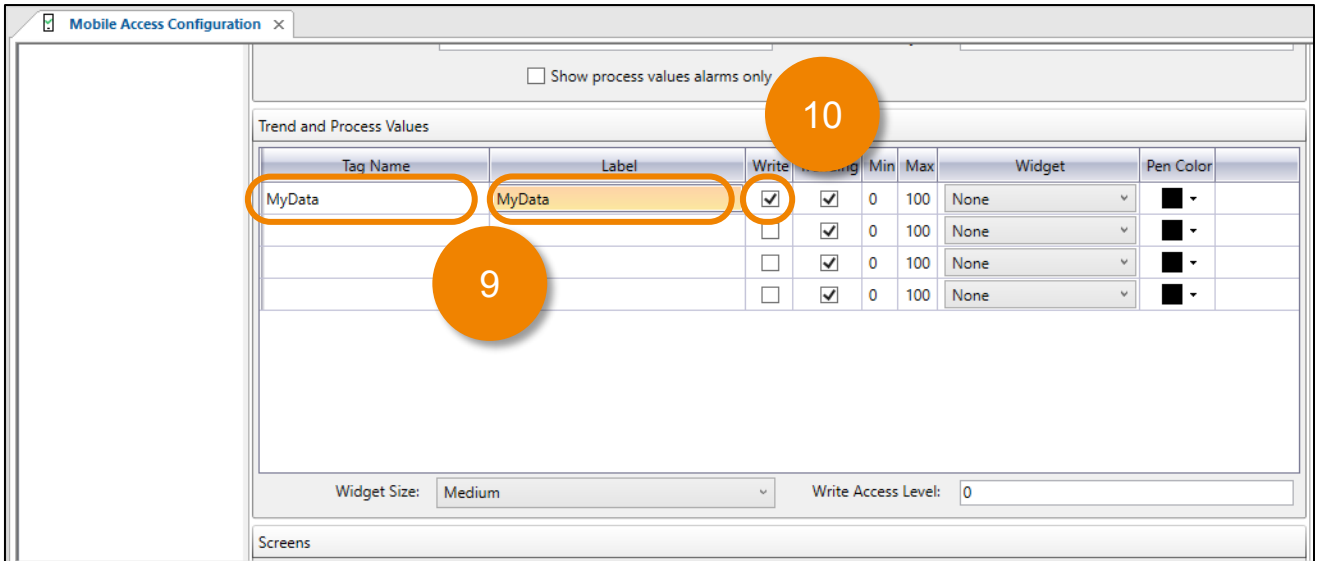 Mobile Access Configuration
Show process values alarms only
10
Trend and Process Values
Tag Name Label Write Min Max Widget Pen Color
MyData MyData 0 100 None
0 100 None
9
0 100 None
0 100 None
Widget Size: Medium Write Access Level: 0
Screens